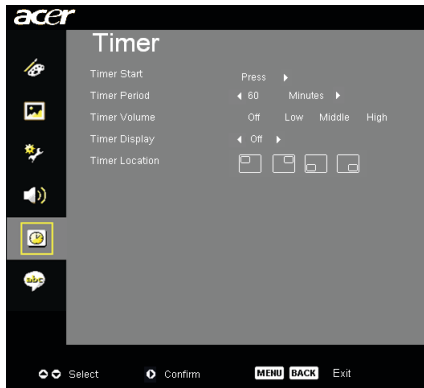 acer
Timer
Timer Start Press
Timer Period 60 Minutes
Timer Volume Off Low Middle High
Timer Display Off
Timer Location
abc
Select Confirm MENU BACK Exit